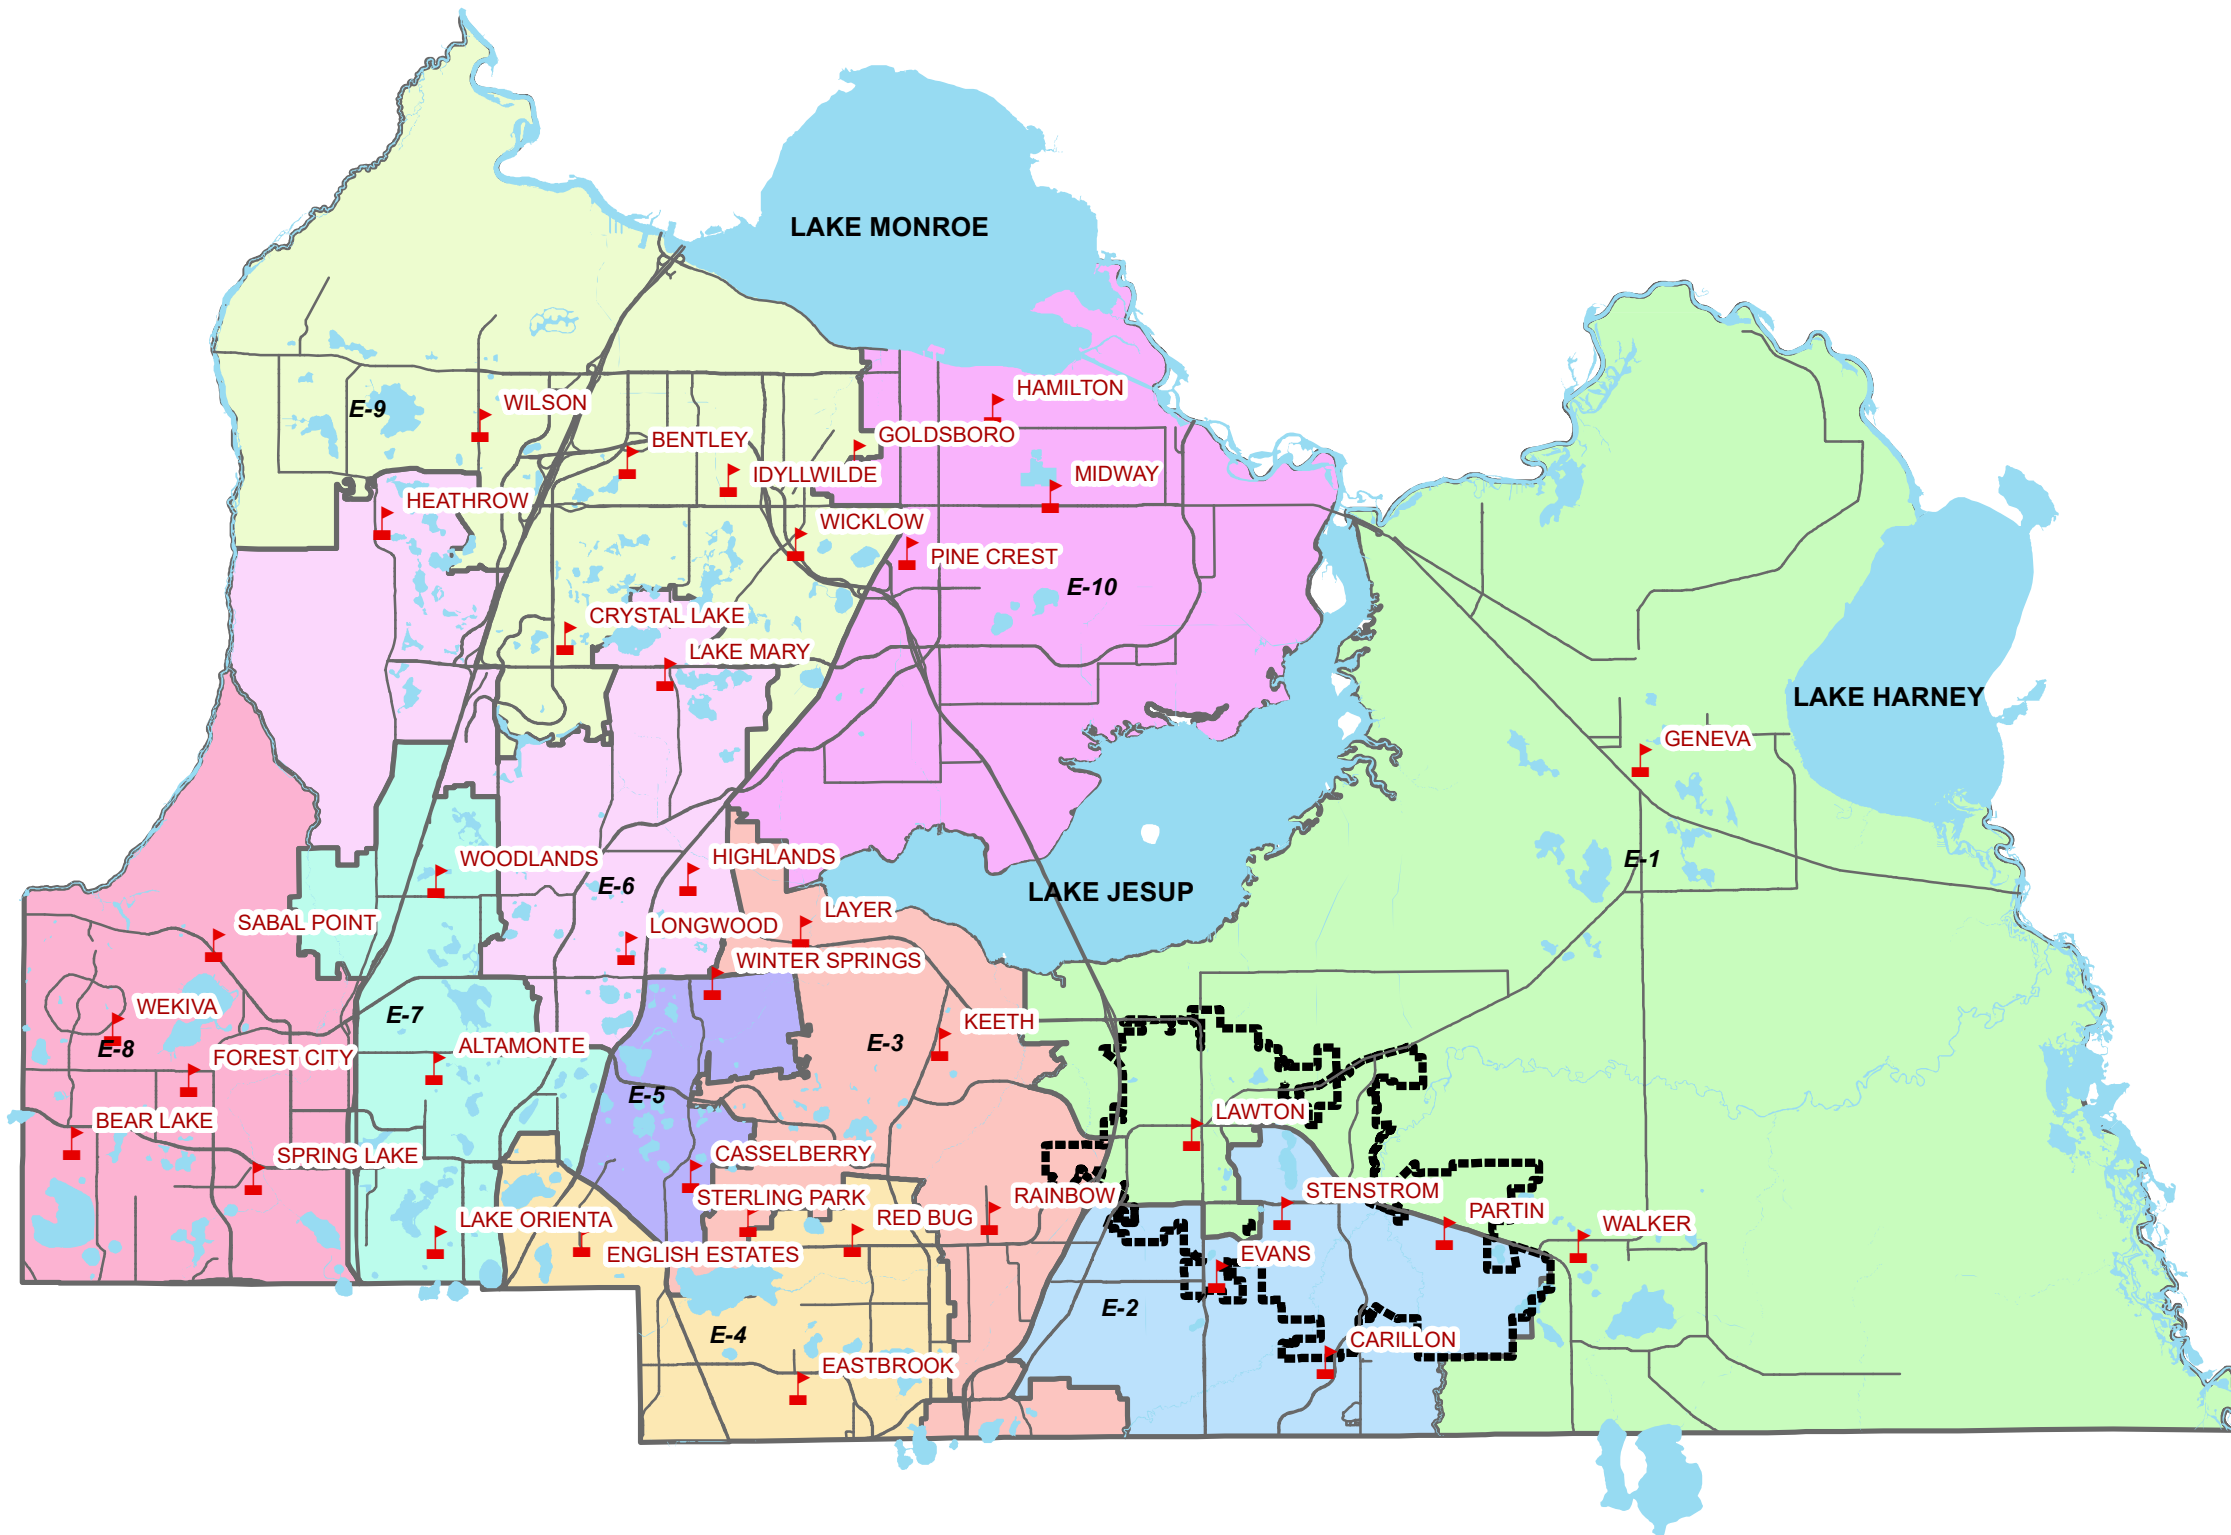 LAKE MONROE
HAMILTON
WILSON
E-9
GOLDSBORO
BENTLEY
IDYLLWILDE
MIDWAY
HEATHROW
WICKLOW
PINE CREST
E-10
CRYSTAL LAKE
LAKE MARY
LAKE HARNEY
GENEVA
HIGHLANDS
WOODLANDS
E-1
E-6
LAKE JESUP
LAYER
SABAL POINT
LONGWOOD
WINTER SPRINGS
WEKIVA
E-7
KEETH
E-3
ALTAMONTE
E-8
FOREST CITY
E-5
LAWTON
BEAR LAKE
SPRING LAKE
CASSELBERRY
STENSTROM
STERLING PARK
RAINBOW
PARTIN
LAKE ORIENTA
RED BUG
WALKER
ENGLISH ESTATES
EVANS
E-2
E-4
CARILLON
EASTBROOK